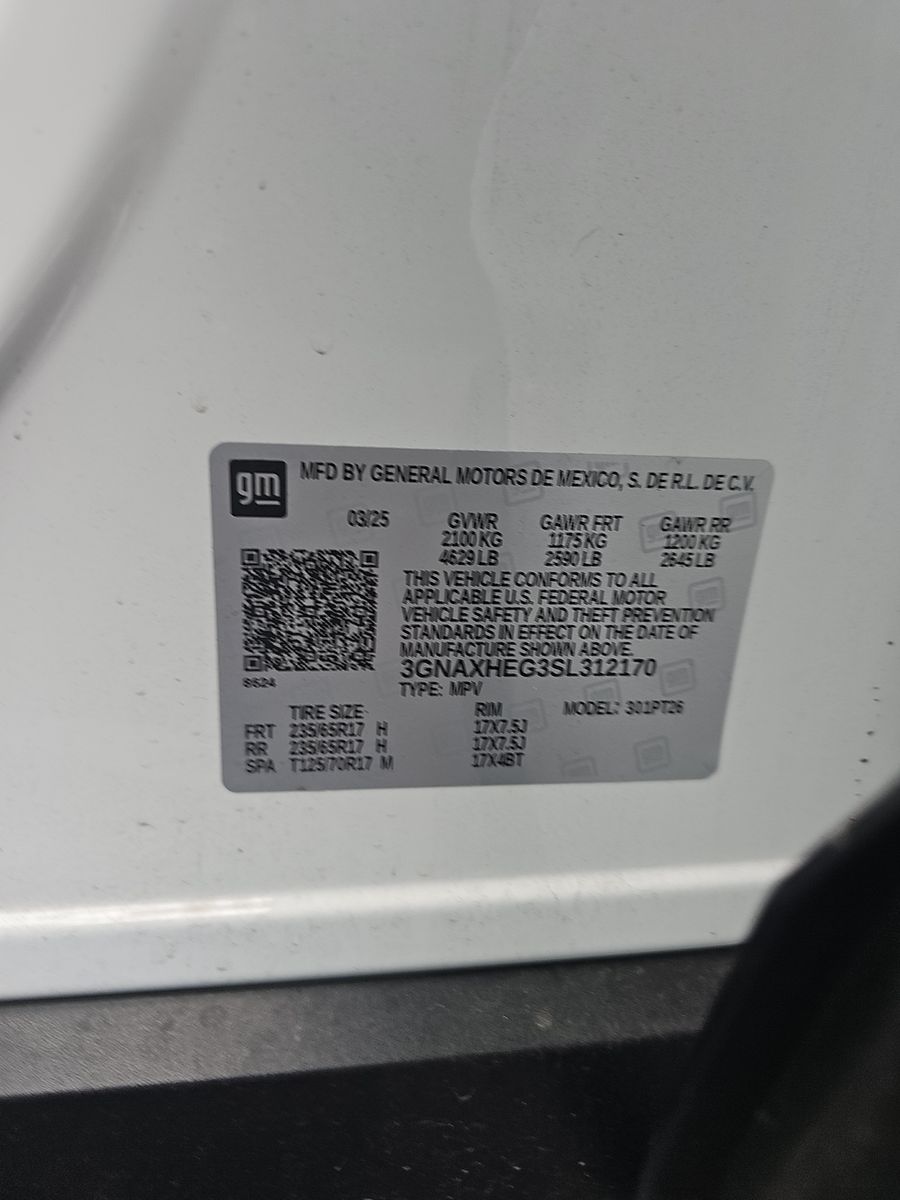 gm MFD BY GENERAL MOTORS DE MEXICO, S. DE R.L. DE C.V.
03/25 GVWR GAWR FRT GAWR RR
2100 KG 1175 KG 1200 KG
4629 LB 2590 LB 2645 LB
THIS VEHICLE CONFORMS TO ALL
APPLICABLE U.S. FEDERAL MOTOR
VEHICLE SAFETY AND THEFT PREVENTION
STANDARDS IN EFFECT ON THE DATE OF
MANUFACTURE SHOWN ABOVE.
3GNAXHEG3SL312170
8624 TYPE: MPV
TIRE SIZE RIM MODEL: 301PT26
FRT 235/65R17 H 17X7.5J
RR 235/65R17 H 17X7.5J
SPA T125/70R17 M 17X4BT